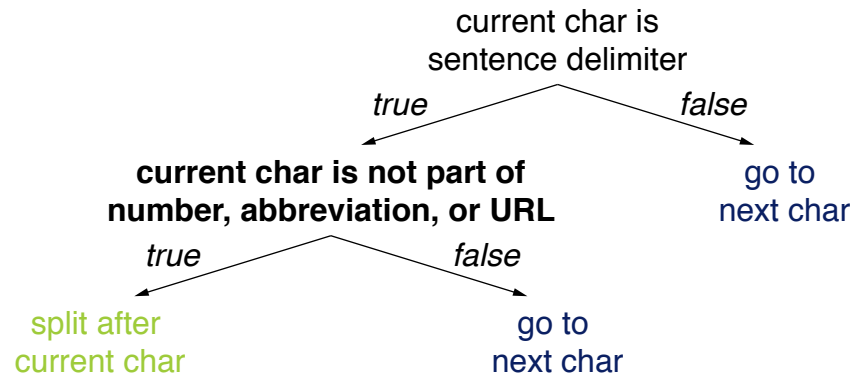 current char is
sentence delimiter
true
false
current char is not part of
number, abbreviation, or URL
go to
next char
true
false
split after
current char
go to
next char